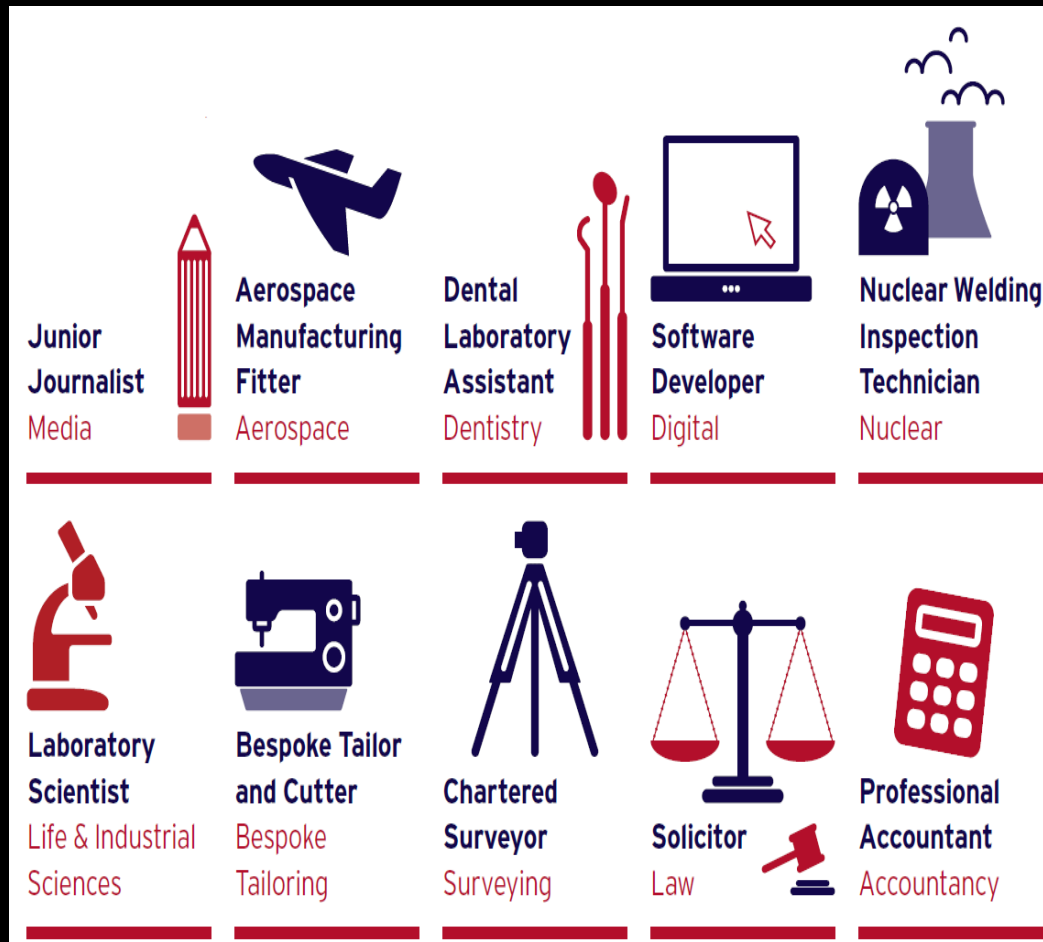 Junior
Journalist
Media
Aerospace
Manufacturing
Fitter
Aerospace
Dental
Laboratory
Assistant
Dentistry
Software
Developer
Digital
Nuclear Welding
Inspection
Technician
Nuclear
Laboratory
Scientist
Life & Industrial
Sciences
Bespoke Tailor
and Cutter
Bespoke
Tailoring
Chartered
Surveyor
Surveying
Solicitor
Law
Professional
Accountant
Accountancy